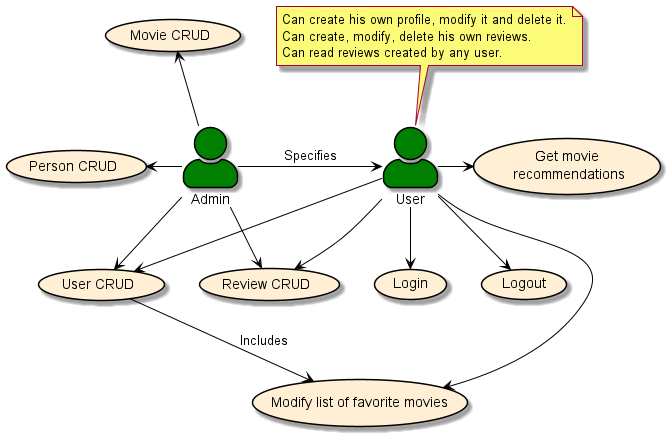 Can create his own profile, modify it and delete it.
Can create, modify, delete his own reviews.
Can read reviews created by any user.
Movie CRUD
Person CRUD
Admin
Specifies
User
Get movie
recommendations
User CRUD
Review CRUD
Login
Logout
Includes
Modify list of favorite movies